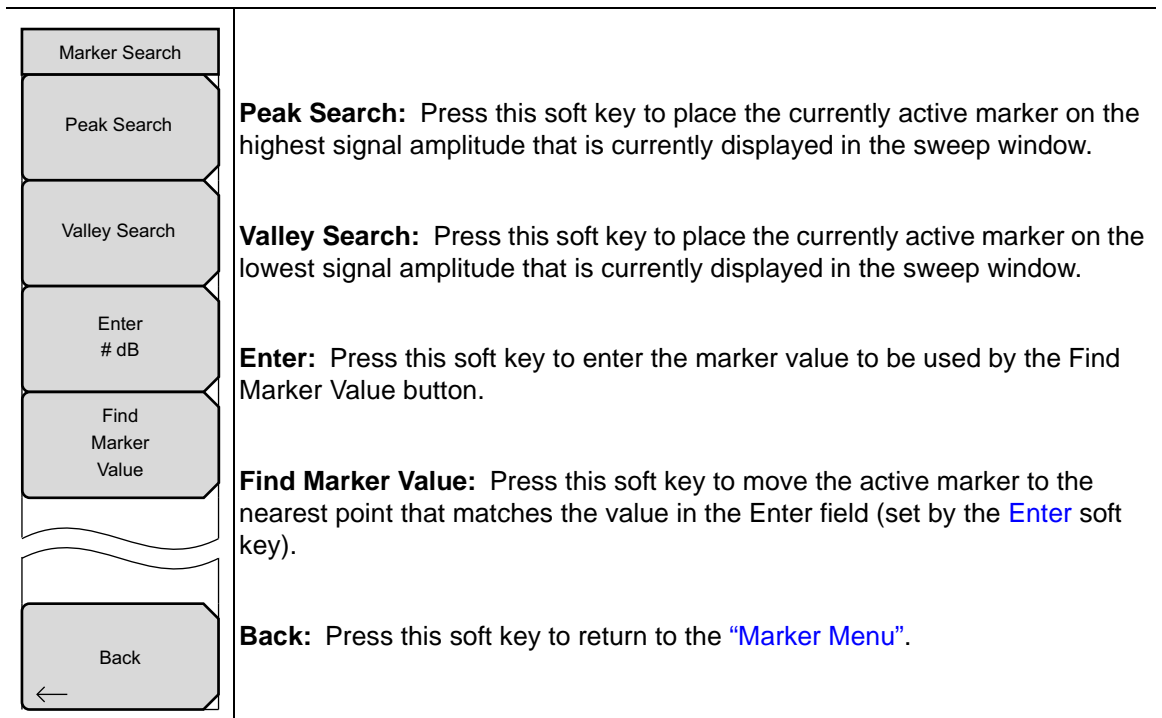 Marker Search
Peak Search
Valley Search
Enter
# dB
Find
Marker
Value
Back
Peak Search: Press this soft key to place the currently active marker on the
highest signal amplitude that is currently displayed in the sweep window.
Valley Search: Press this soft key to place the currently active marker on the
lowest signal amplitude that is currently displayed in the sweep window.
Enter: Press this soft key to enter the marker value to be used by the Find
Marker Value button.
Find Marker Value: Press this soft key to move the active marker to the
nearest point that matches the value in the Enter field (set by the Enter soft
key).
Back: Press this soft key to return to the “Marker Menu”.